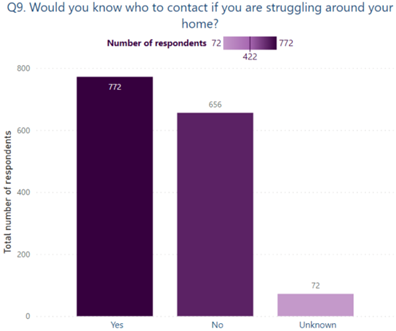 Q9. Would you know who to contact if you are struggling around your
home?
Number of respondents 72 772
422
Total number of respondents
800
600
400
200
0
772
656
72
Yes No Unknown